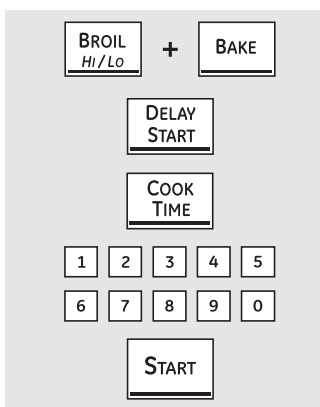 BROIL + BAKE
HI / LO
DELAY
START
COOK
TIME
1 2 3 4 5
6 7 8 9 0
START